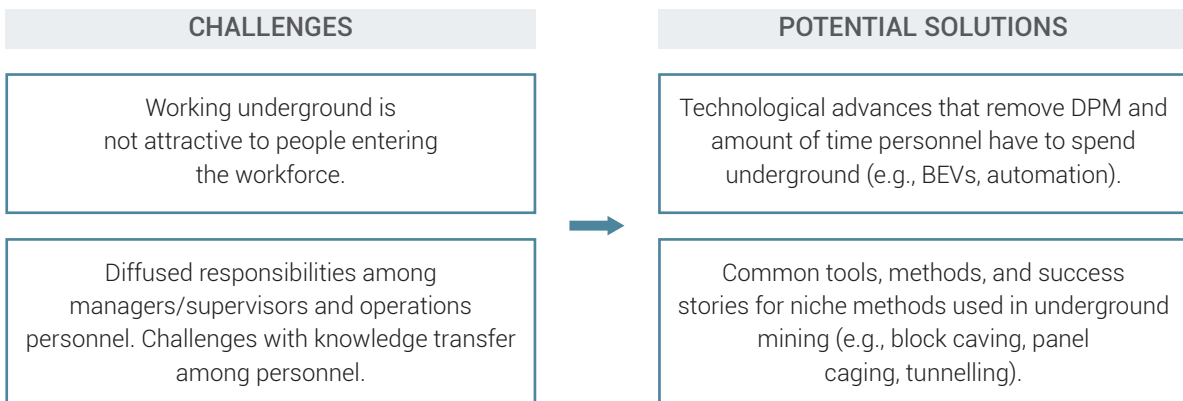 CHALLENGES
Working underground is
not attractive to people entering
the workforce.
Diffused responsibilities among
managers/supervisors and operations
personnel. Challenges with knowledge transfer
among personnel.
POTENTIAL SOLUTIONS
Technological advances that remove DPM and
amount of time personnel have to spend
underground (e.g., BEVs, automation).
Common tools, methods, and success
stories for niche methods used in underground
mining (e.g., block caving, panel
caging, tunnelling).